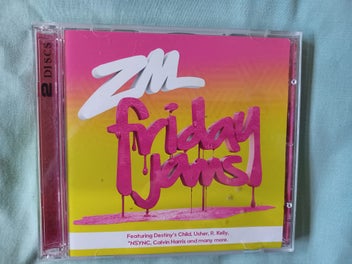 2 DISCS
ZM
friday
jams
Featuring Destiny's Child, Usher, R. Kelly,
*NSYNC, Calvin Harris and many more.